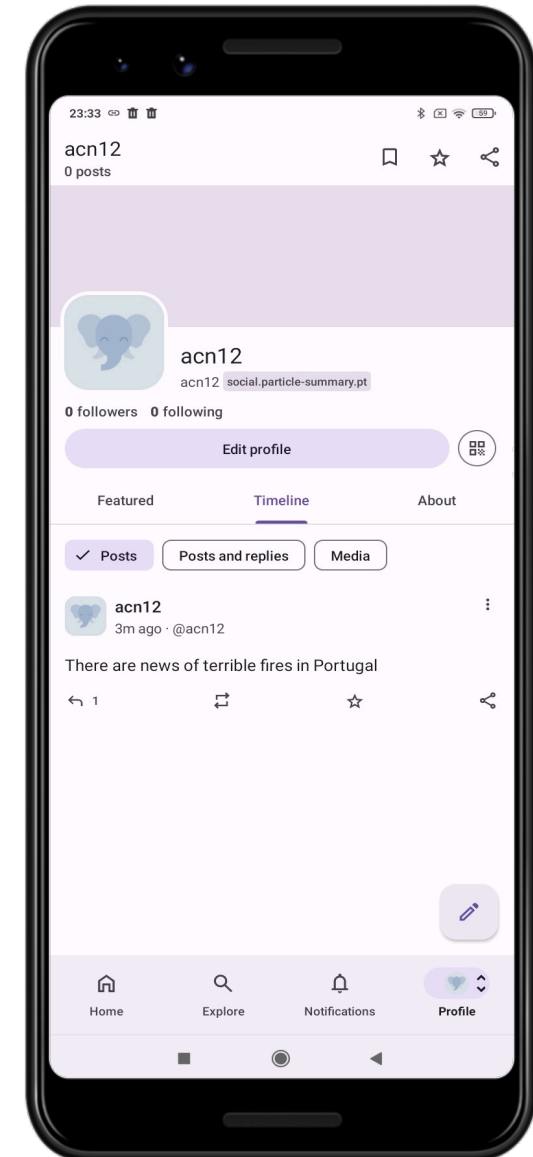 23:33
59
acn12
0 posts
acn12
acn12 social.particle-summary.pt
0 followers 0 following
Edit profile
Featured Timeline About
Posts Posts and replies Media
acn12
3m ago · @acn12
There are news of terrible fires in Portugal
1
Home Explore Notifications Profile